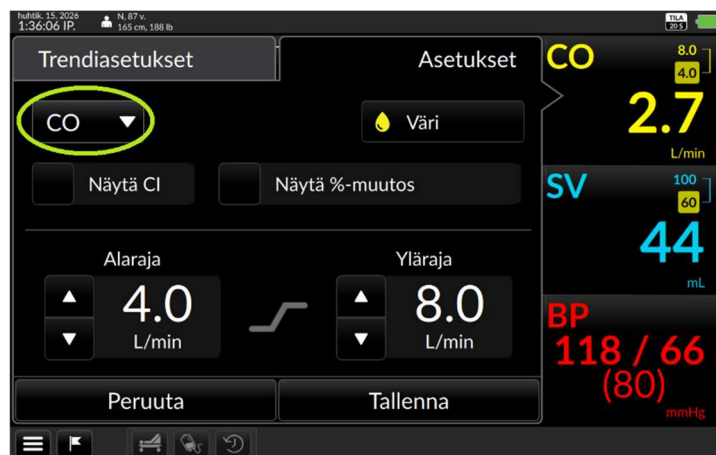 huhtik. 15, 2026
1:36:06 IP.
N, 87 v.
165 cm, 188 lb
TILA
20 S
Trendiasetukset
Asetukset
CO
Väri
Näytä CI
Näytä %-muutos
Alaraja
Yläraja
4.0
8.0
L/min
L/min
Peruuta
Tallenna
CO
8.0
4.0
2.7
L/min
SV
100
60
44
mL
BP
118 / 66
(80)
mmHg